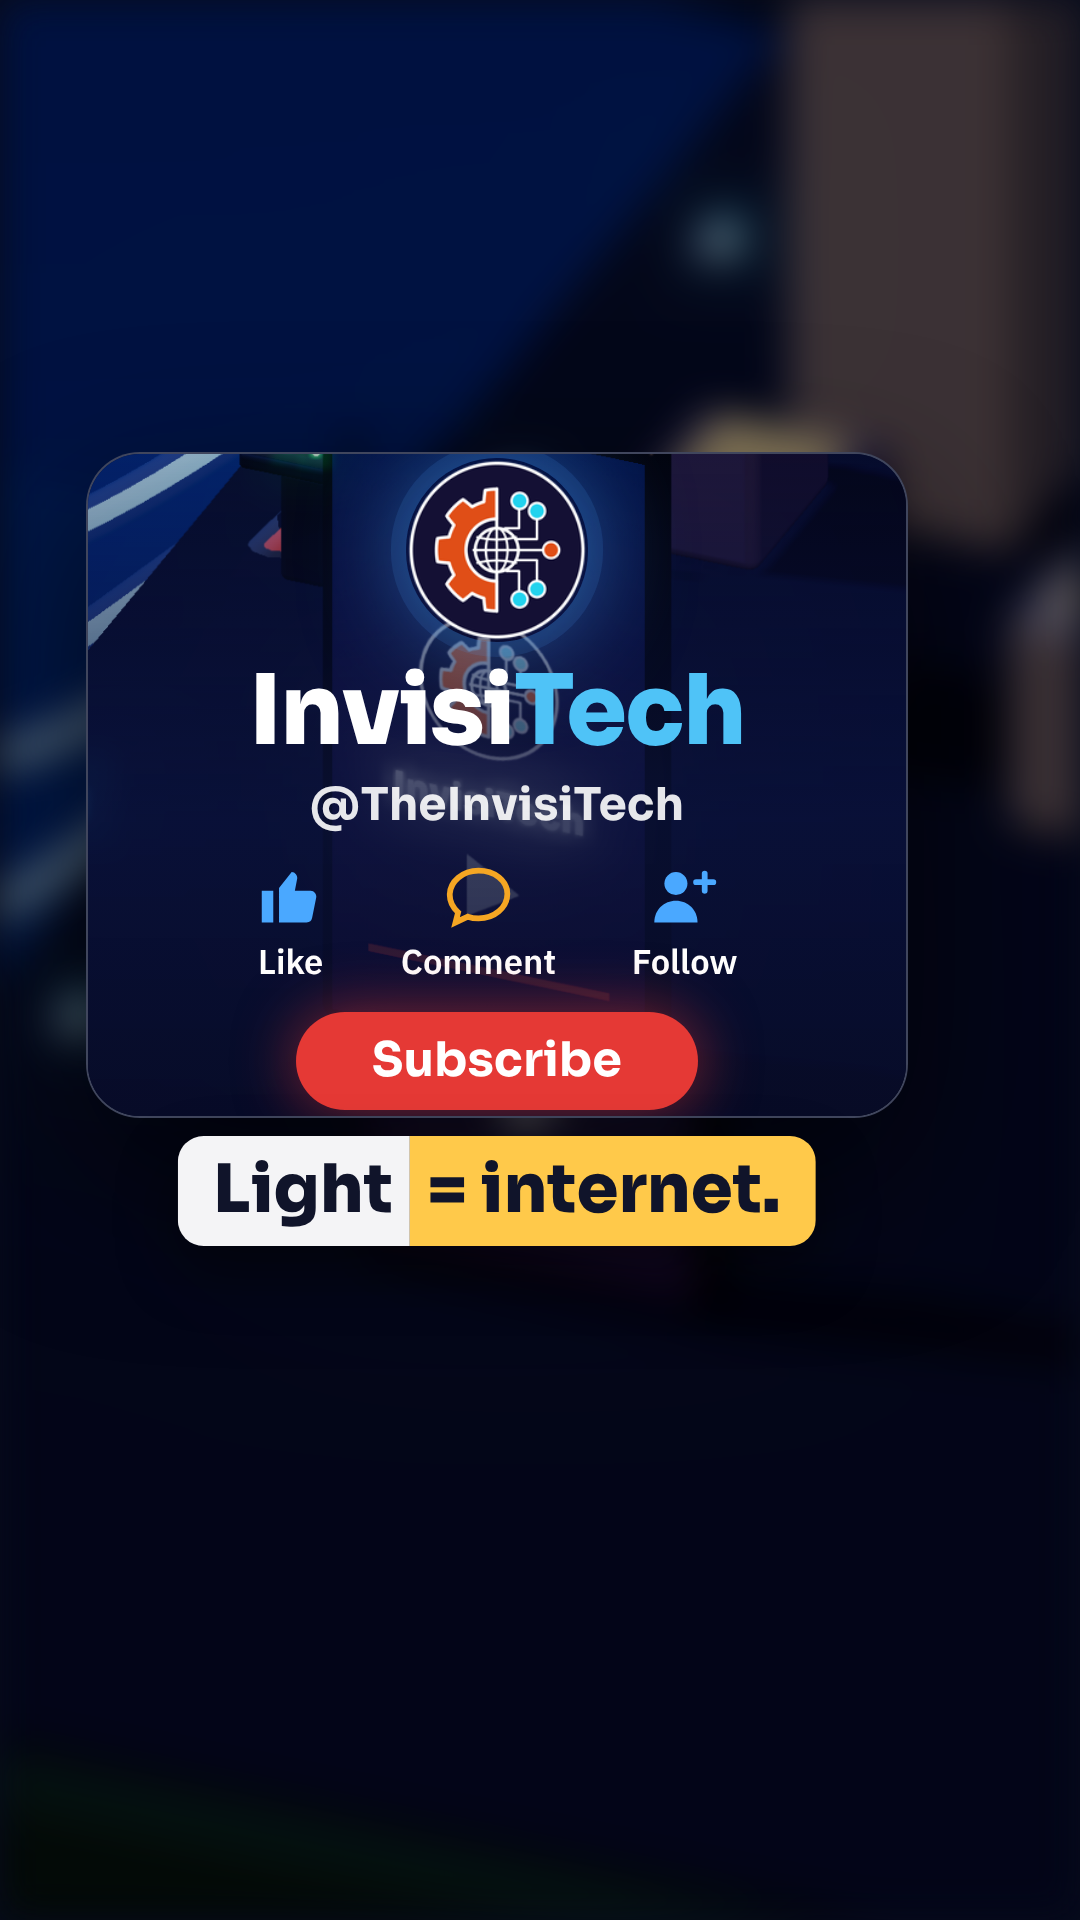 InvisiTech
@TheInvisiTech
Like Comment Follow
Subscribe
Light = internet.